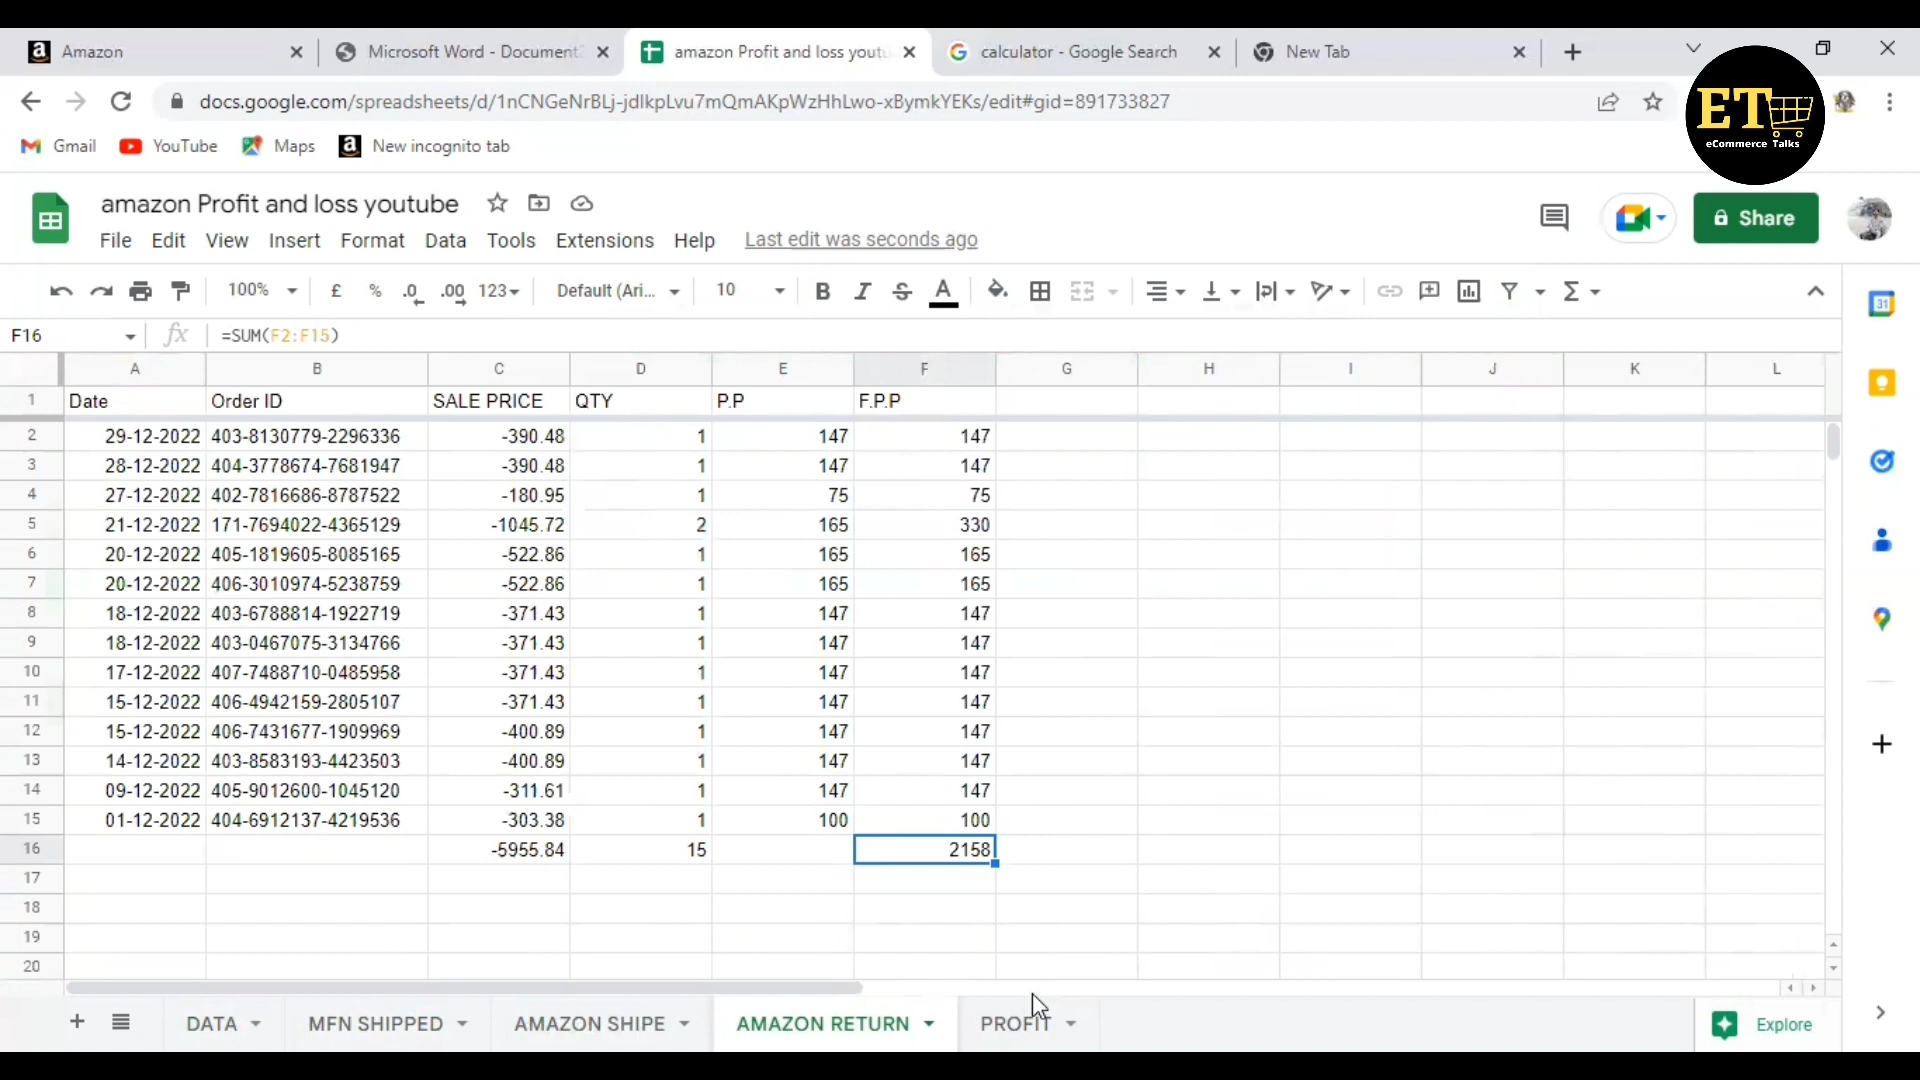 Amazon
Microsoft Word - Document
amazon Profit and loss youtu
calculator - Google Search
New Tab
docs.google.com/spreadsheets/d/1nCNGeNrBLj-jdlkpLvu7mQmAKpWzHhLwo-xBymkYEKs/edit#gid=891733827
Gmail
YouTube
Maps
New incognito tab
ET
eCommerce Talks
amazon Profit and loss youtube
File Edit View Insert Format Data Tools Extensions Help
Last edit was seconds ago
Share
100% £ % .0 .00 123 Default (Ari... 10 B I S A
31
F16 fx =SUM(F2:F15)
A B C D E F G H I J K L
1 Date Order ID SALE PRICE QTY P.P F.P.P
2 29-12-2022 403-8130779-2296336 -390.48 1 147 147
3 28-12-2022 404-3778674-7681947 -390.48 1 147 147
4 27-12-2022 402-7816686-8787522 -180.95 1 75 75
5 21-12-2022 171-7694022-4365129 -1045.72 2 165 330
6 20-12-2022 405-1819605-8085165 -522.86 1 165 165
7 20-12-2022 406-3010974-5238759 -522.86 1 165 165
8 18-12-2022 403-6788814-1922719 -371.43 1 147 147
9 18-12-2022 403-0467075-3134766 -371.43 1 147 147
10 17-12-2022 407-7488710-0485958 -371.43 1 147 147
11 15-12-2022 406-4942159-2805107 -371.43 1 147 147
12 15-12-2022 406-7431677-1909969 -400.89 1 147 147
13 14-12-2022 403-8583193-4423503 -400.89 1 147 147
14 09-12-2022 405-9012600-1045120 -311.61 1 147 147
15 01-12-2022 404-6912137-4219536 -303.38 1 100 100
16 -5955.84 15 2158
17
18
19
20
DATA
MFN SHIPPED
AMAZON SHIPE
AMAZON RETURN
PROFIT
Explore